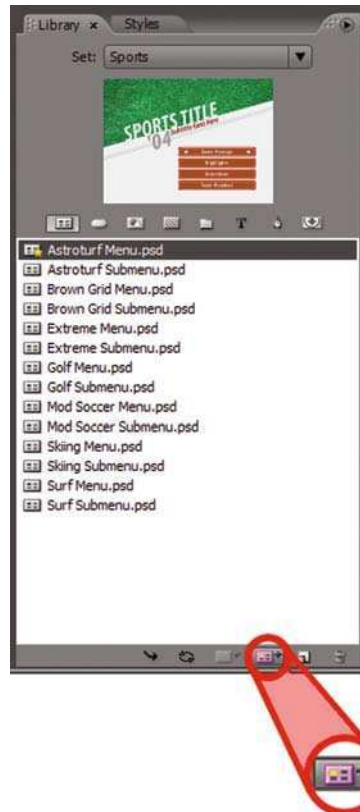 Library × Styles
Set: Sports
SPORTS TITLE
'04
T
Astroturf Menu.psd
Astroturf Submenu.psd
Brown Grid Menu.psd
Brown Grid Submenu.psd
Extreme Menu.psd
Extreme Submenu.psd
Golf Menu.psd
Golf Submenu.psd
Mod Soccer Menu.psd
Mod Soccer Submenu.psd
Skiing Menu.psd
Skiing Submenu.psd
Surf Menu.psd
Surf Submenu.psd